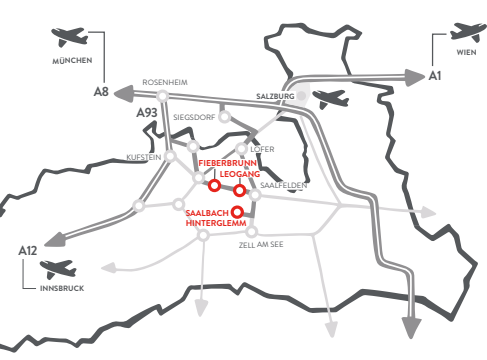 MÜNCHEN
WIEN
A8
ROSENHEIM
A1
SALZBURG
A93
SIEGSDORF
KUFSTEIN
LOFER
FIEBERBRUNN
LEOGANG
SAALFELDEN
SAALBACH
HINTERGLEMM
ZELL AM SEE
A12
INNSBRUCK